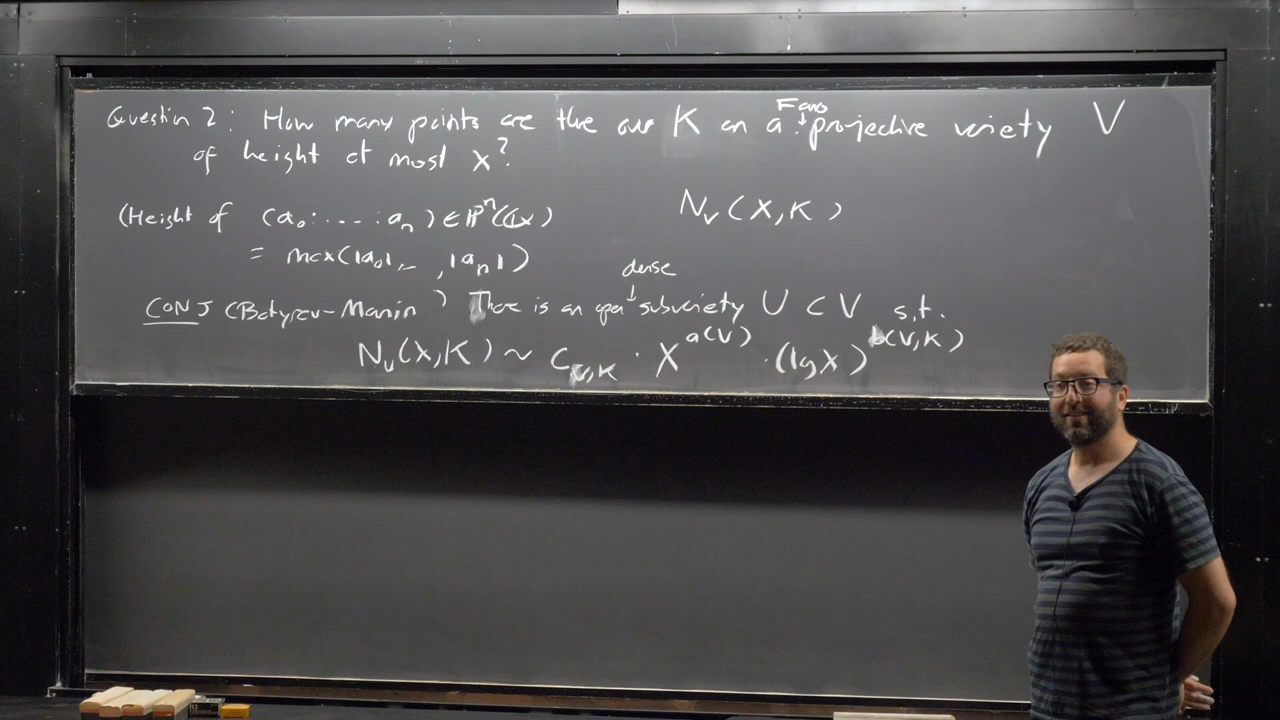 Question 2: How many points are there over K on a Fano ↓ projective variety V
of height at most X?
(Height of (a₀:....:aₙ) ∈ ℙⁿ(Q)
= max(|a₀|,..,|aₙ|)
N_V(X,K)
dense
CONJ (Batyrev-Manin) There is an open ↓ subvariety U ⊂ V s.t.
N_U(X,K) ~ C_{V,K} · X^{a(V)} · (log X)^{b(V,K)}